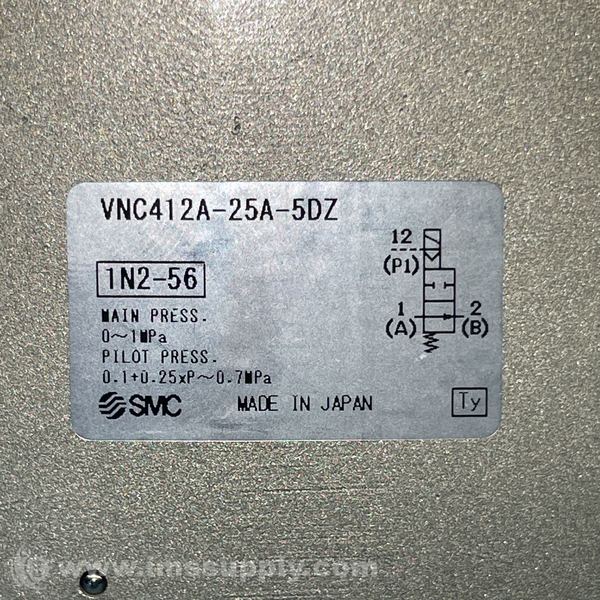 VNC412A-25A-5DZ
1N2-56
MAIN PRESS.
0~1MPa
PILOT PRESS.
0.1+0.25xP~0.7MPa
SMC
MADE IN JAPAN
12
(P1)
1
(A)
2
(B)
Ty
www.tmssupply.com